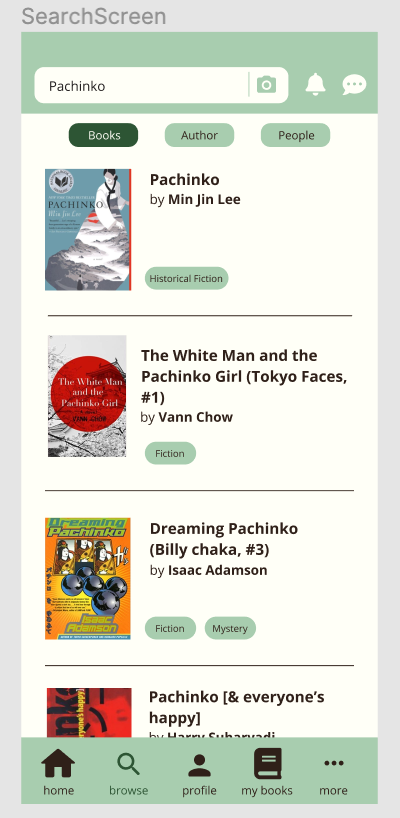 SearchScreen
Pachinko
Books
Author
People
PACHINKO
Min Jin Lee
Pachinko
by Min Jin Lee
Historical Fiction
The White Man
and the
Pachinko Girl
VANN CHOW
The White Man and the
Pachinko Girl (Tokyo Faces,
#1)
by Vann Chow
Fiction
Dreaming
Pachinko
Isaac
Adamson
Dreaming Pachinko
(Billy chaka, #3)
by Isaac Adamson
Fiction
Mystery
Pachinko [& everyone's
happy]
by Harry Suharyadi
home
browse
profile
my books
more